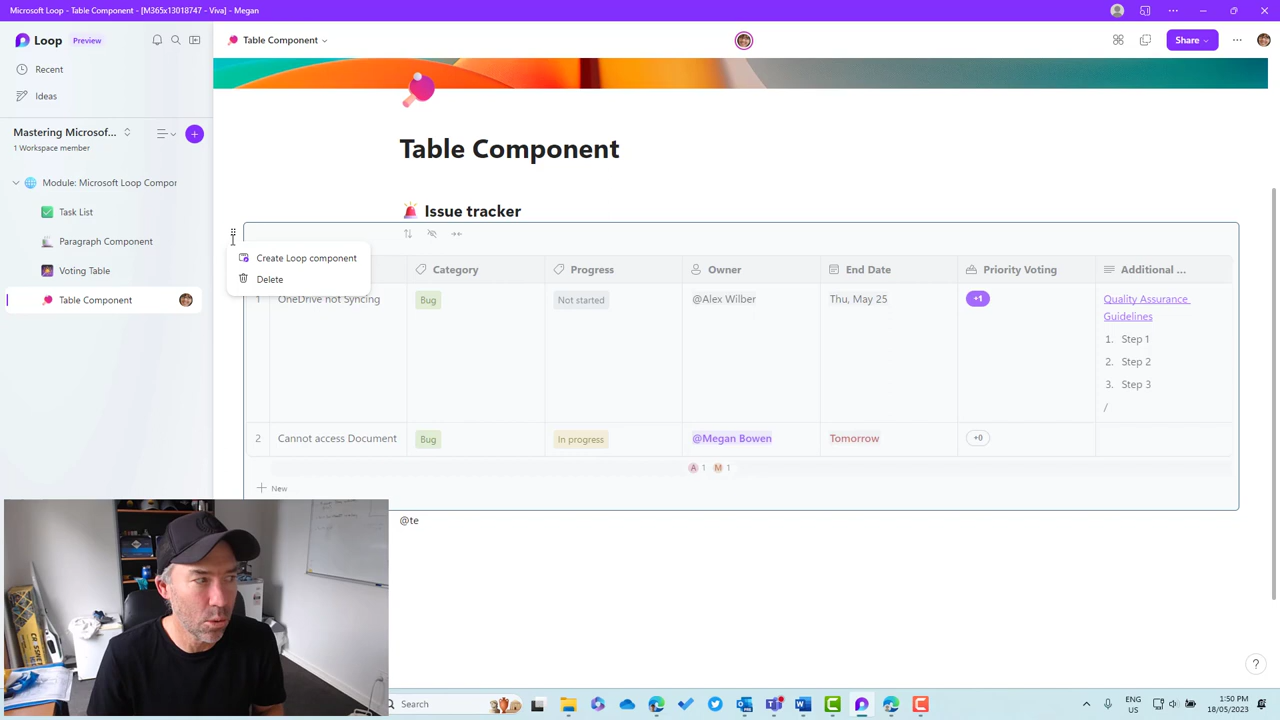 Microsoft Loop - Table Component - [M365x13018747 - Viva] - Megan
Loop Preview
Recent
Ideas
Mastering Microsof...
1 Workspace member
Module: Microsoft Loop Compor
Task List
Paragraph Component
Voting Table
Table Component
Table Component
Share
Table Component
Issue tracker
Create Loop component
Delete
Category
Progress
Owner
End Date
Priority Voting
Additional ...
1
OneDrive not Syncing
Bug
Not started
@Alex Wilber
Thu, May 25
+1
Quality Assurance
Guidelines
1. Step 1
2. Step 2
3. Step 3
/
2
Cannot access Document
Bug
In progress
@Megan Bowen
Tomorrow
+0
A 1 M 1
New
@te
?
Search
ENG
US
1:50 PM
18/05/2023